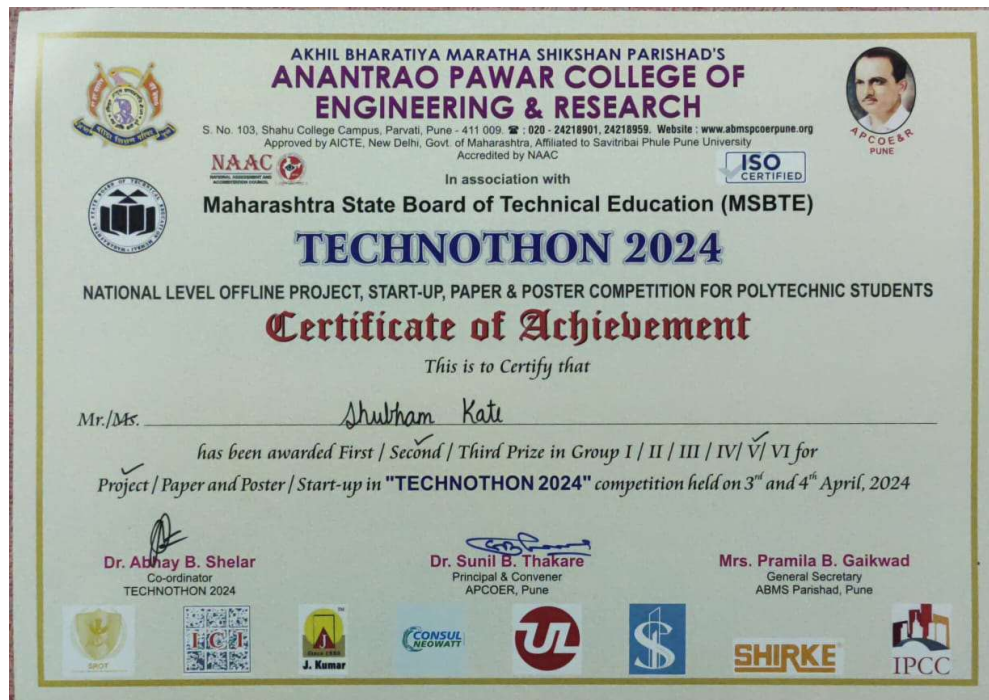 AKHIL BHARATIYA MARATHA SHIKSHAN PARISHAD'S
ANANTRAO PAWAR COLLEGE OF
ENGINEERING & RESEARCH
S. No. 103, Shahu College Campus, Parvati, Pune - 411 009. ☎ : 020 - 24218901, 24218959. Website : www.abmspcoerpune.org
Approved by AICTE, New Delhi, Govt. of Maharashtra, Affiliated to Savitribai Phule Pune University
Accredited by NAAC
APCOE&R
PUNE
NAAC
NATIONAL ASSESSMENT AND
ACCREDITATION COUNCIL
ISO
CERTIFIED
In association with
Maharashtra State Board of Technical Education (MSBTE)
TECHNOTHON 2024
NATIONAL LEVEL OFFLINE PROJECT, START-UP, PAPER & POSTER COMPETITION FOR POLYTECHNIC STUDENTS
Certificate of Achievement
This is to Certify that
Mr./Ms. Shubham Kate
has been awarded First / Second / Third Prize in Group I / II / III / IV/ V/ VI for
Project / Paper and Poster / Start-up in "TECHNOTHON 2024" competition held on 3rd and 4th April, 2024
Dr. Abhay B. Shelar
Co-ordinator
TECHNOTHON 2024
Dr. Sunil B. Thakare
Principal & Convener
APCOER, Pune
Mrs. Pramila B. Gaikwad
General Secretary
ABMS Parishad, Pune
ICI
J. Kumar
CONSUL
NEOWATT
UL
SHIRKE
IPCC